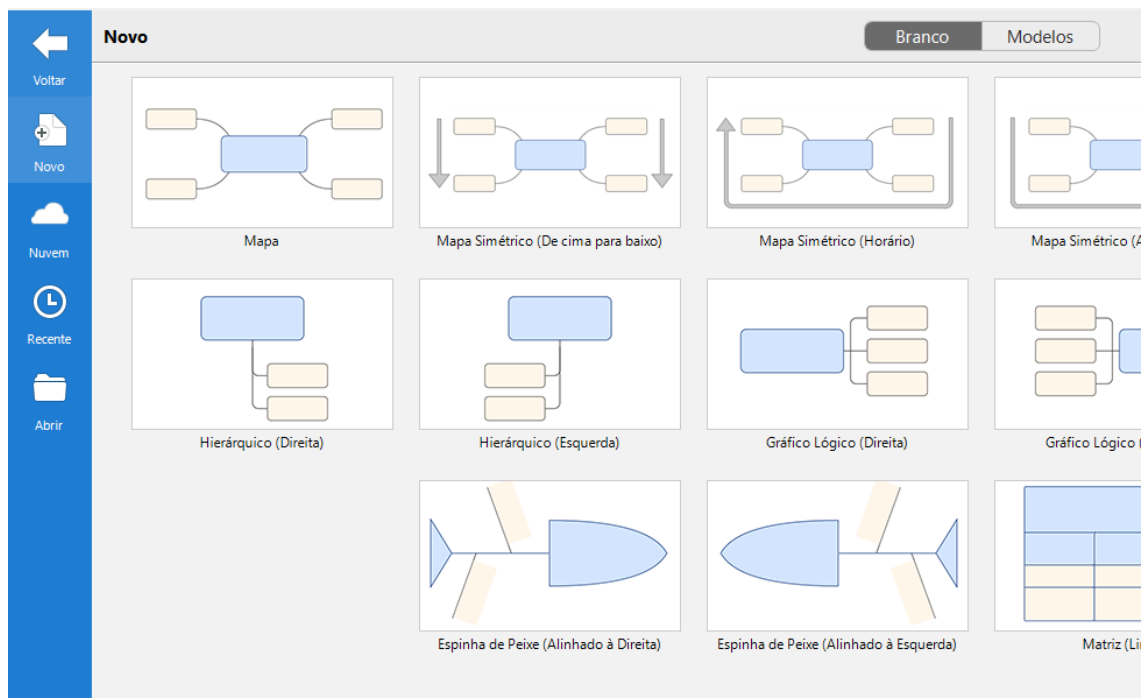 Novo
Branco
Modelos
Voltar
Novo
Nuvem
Recente
Abrir
Mapa
Mapa Simétrico (De cima para baixo)
Mapa Simétrico (Horário)
Mapa Simétrico (
Hierárquico (Direita)
Hierárquico (Esquerda)
Gráfico Lógico (Direita)
Gráfico Lógico (
Espinha de Peixe (Alinhado à Direita)
Espinha de Peixe (Alinhado à Esquerda)
Matriz